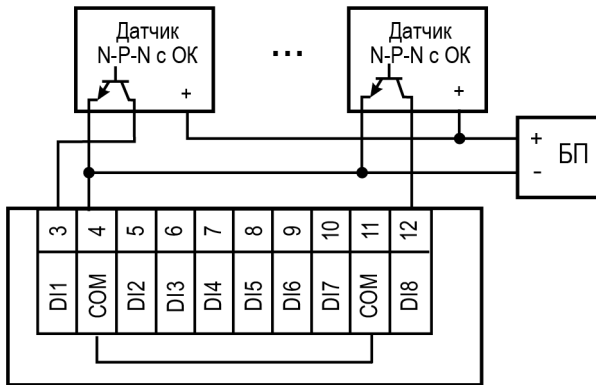 Датчик
N-P-N с ОК
+
...
Датчик
N-P-N с ОК
+
+
-
БП
3
4
5
6
7
8
9
10
11
12
DI1
COM
DI2
DI3
DI4
DI5
DI6
DI7
COM
DI8